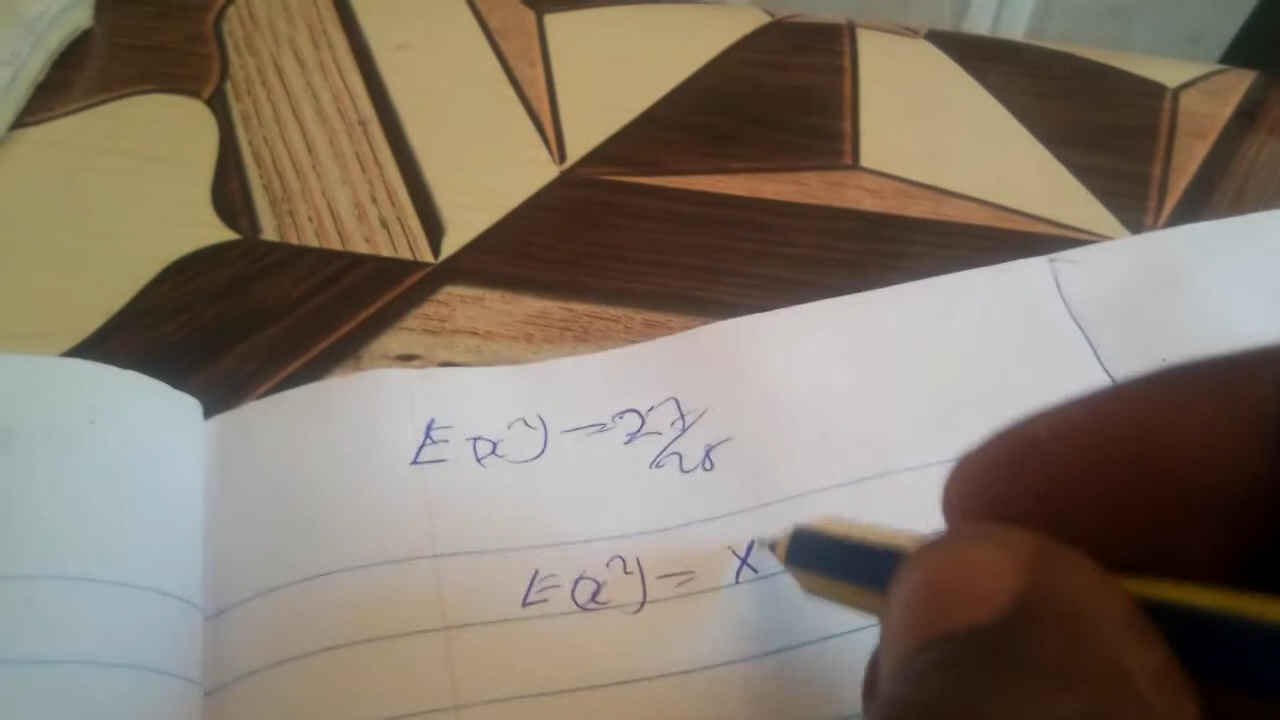 E(x²) = 27/28
E(x²) = x